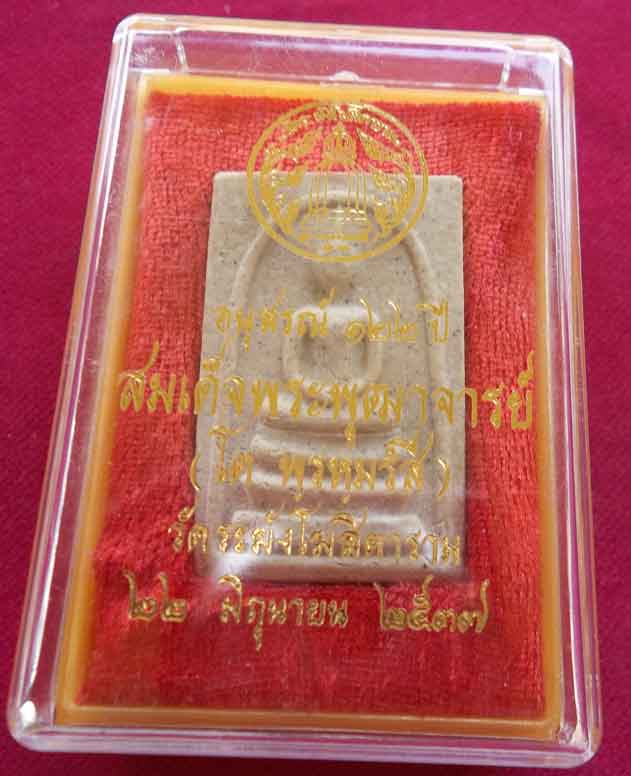 อนุสรณ์ ๑๒๒ ปี
สมเด็จพระพุฒาจารย์
(โต พฺรหฺมรํสี)
วัดระฆังโฆสิตาราม
๒๒ มิถุนายน ๒๕๓๗